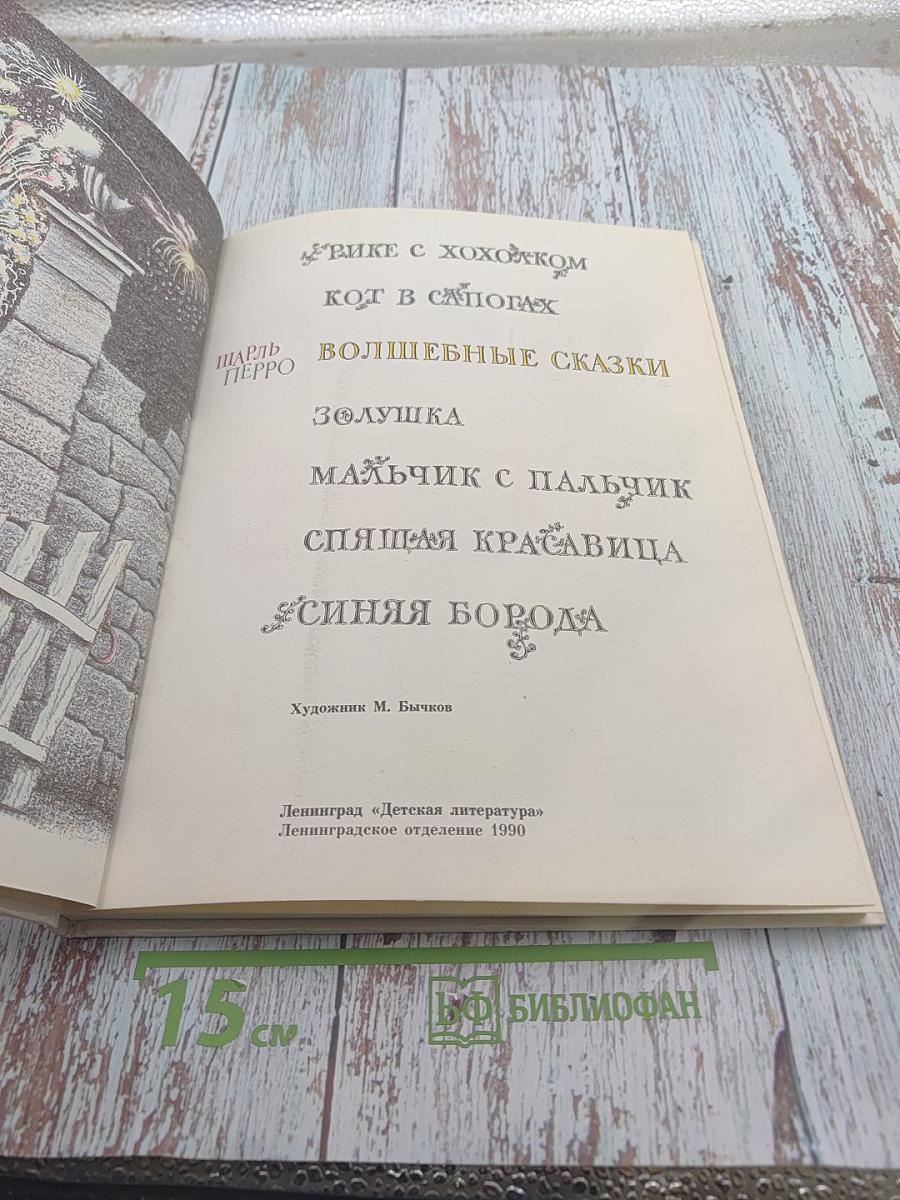 РИКЕ С ХОХОЛКОМ
КОТ В САПОГАХ
ШАРЛЬ
ПЕРРО
ВОЛШЕБНЫЕ СКАЗКИ
ЗОЛУШКА
МАЛЬЧИК С ПАЛЬЧИК
СПЯЩАЯ КРАСАВИЦА
СИНЯЯ БОРОДА
Художник М. Бычков
Ленинград «Детская литература»
Ленинградское отделение 1990
15 см
БФ БИБЛИОФАН